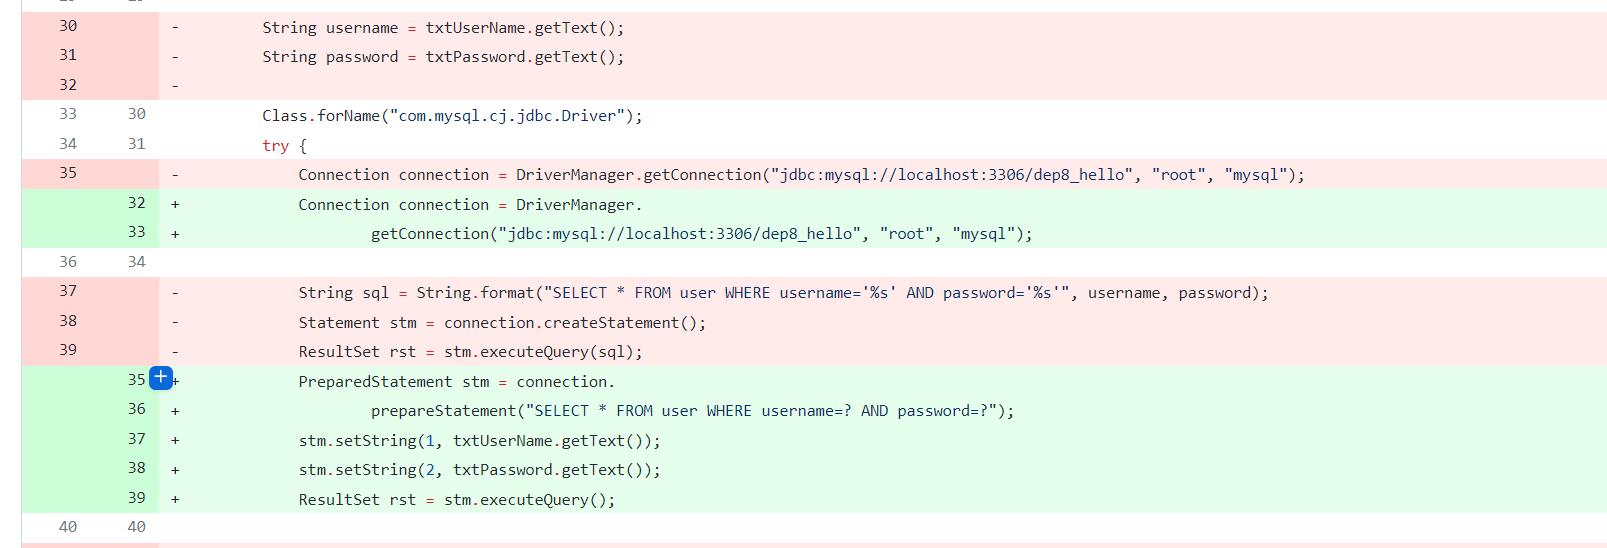 30 - String username = txtUserName.getText();
31 - String password = txtPassword.getText();
32 -
33 30 Class.forName("com.mysql.cj.jdbc.Driver");
34 31 try {
35 - Connection connection = DriverManager.getConnection("jdbc:mysql://localhost:3306/dep8_hello", "root", "mysql");
32 + Connection connection = DriverManager.
33 + getConnection("jdbc:mysql://localhost:3306/dep8_hello", "root", "mysql");
36 34
37 - String sql = String.format("SELECT * FROM user WHERE username='%s' AND password='%s'", username, password);
38 - Statement stm = connection.createStatement();
39 - ResultSet rst = stm.executeQuery(sql);
35 + + PreparedStatement stm = connection.
36 + prepareStatement("SELECT * FROM user WHERE username=? AND password=?");
37 + stm.setString(1, txtUserName.getText());
38 + stm.setString(2, txtPassword.getText());
39 + ResultSet rst = stm.executeQuery();
40 40